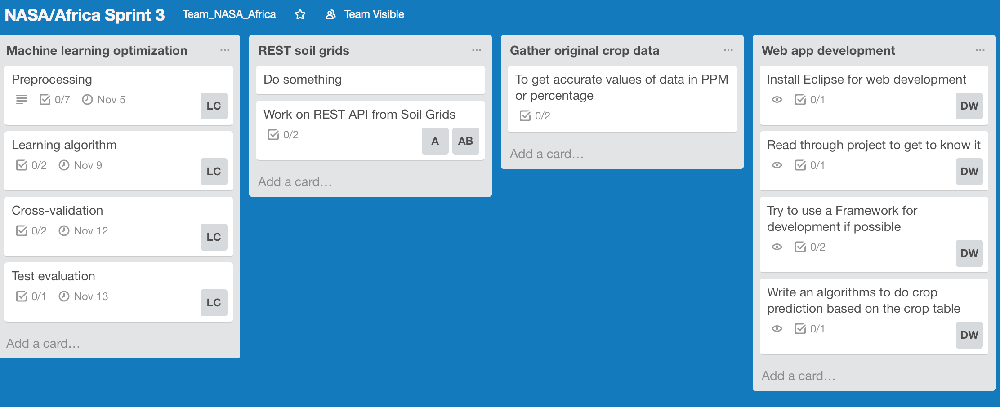 NASA/Africa Sprint 3 Team_NASA_Africa Team Visible
Machine learning optimization
Preprocessing
0/7 Nov 5
LC
Learning algorithm
0/2 Nov 9
LC
Cross-validation
0/2 Nov 12
LC
Test evaluation
0/1 Nov 13
LC
Add a card...
REST soil grids
Do something
Work on REST API from Soil Grids
0/2
A AB
Add a card...
Gather original crop data
To get accurate values of data in PPM
or percentage
0/2
Add a card...
Web app development
Install Eclipse for web development
0/1
DW
Read through project to get to know it
0/1
DW
Try to use a Framework for
development if possible
0/2
DW
Write an algorithms to do crop
prediction based on the crop table
0/1
DW
Add a card...